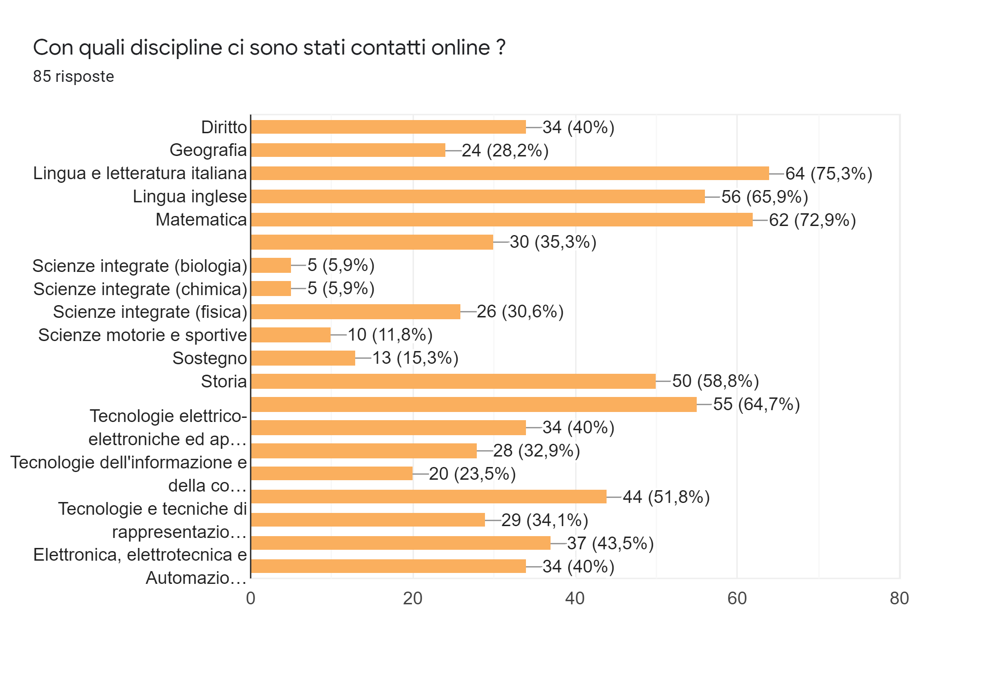 Con quali discipline ci sono stati contatti online ?
85 risposte
Diritto
34 (40%)
Geografia
24 (28,2%)
Lingua e letteratura italiana
64 (75,3%)
Lingua inglese
56 (65,9%)
Matematica
62 (72,9%)
30 (35,3%)
Scienze integrate (biologia)
5 (5,9%)
Scienze integrate (chimica)
5 (5,9%)
Scienze integrate (fisica)
26 (30,6%)
Scienze motorie e sportive
10 (11,8%)
Sostegno
13 (15,3%)
Storia
50 (58,8%)
55 (64,7%)
Tecnologie elettrico-
34 (40%)
elettroniche ed ap…
28 (32,9%)
Tecnologie dell'informazione e
20 (23,5%)
della co…
44 (51,8%)
Tecnologie e tecniche di
29 (34,1%)
rappresentazio…
37 (43,5%)
Elettronica, elettrotecnica e
34 (40%)
Automazio…
0 20 40 60 80